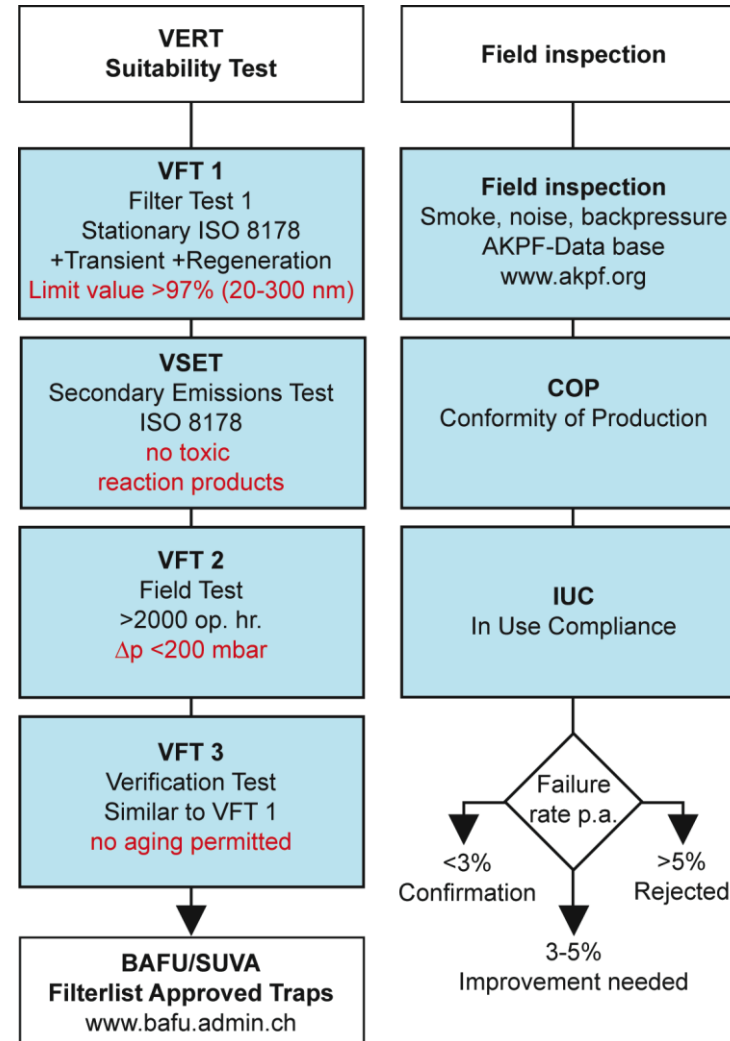 VERT
Suitability Test
VFT 1
Filter Test 1
Stationary ISO 8178
+Transient +Regeneration
Limit value >97% (20-300 nm)
VSET
Secondary Emissions Test
ISO 8178
no toxic
reaction products
VFT 2
Field Test
>2000 op. hr.
Δp <200 mbar
VFT 3
Verification Test
Similar to VFT 1
no aging permitted
BAFU/SUVA
Filterlist Approved Traps
www.bafu.admin.ch
Field inspection
Field inspection
Smoke, noise, backpressure
AKPF-Data base
www.akpf.org
COP
Conformity of Production
IUC
In Use Compliance
Failure
rate p.a.
<3%
Confirmation
>5%
Rejected
3-5%
Improvement needed